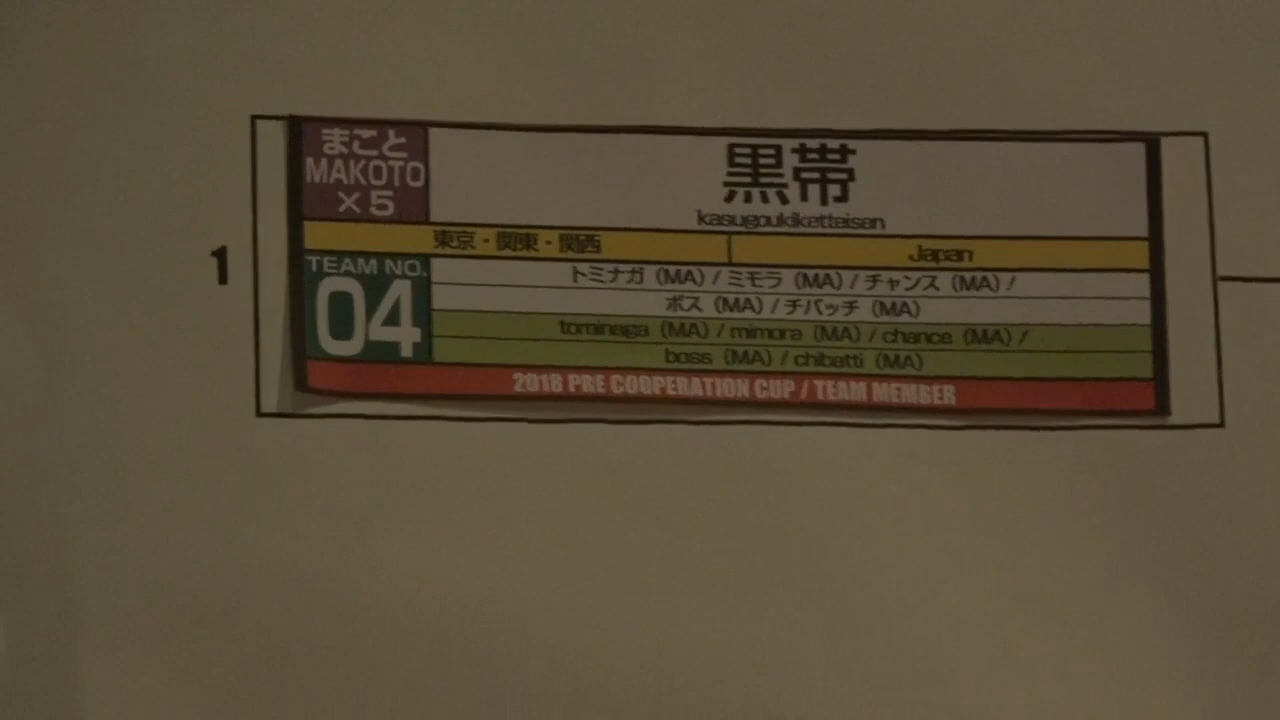 1
まこと
MAKOTO
×5
黒帯
kasugoukiketteisen
東京・関東・関西
Japan
TEAM NO.
04
トミナガ (MA) / ミモラ (MA) / チャンス (MA) /
ボス (MA) / チバッチ (MA)
tominaga (MA) / mimora (MA) / chance (MA) /
boss (MA) / chibatti (MA)
2018 PRE COOPERATION CUP / TEAM MEMBER